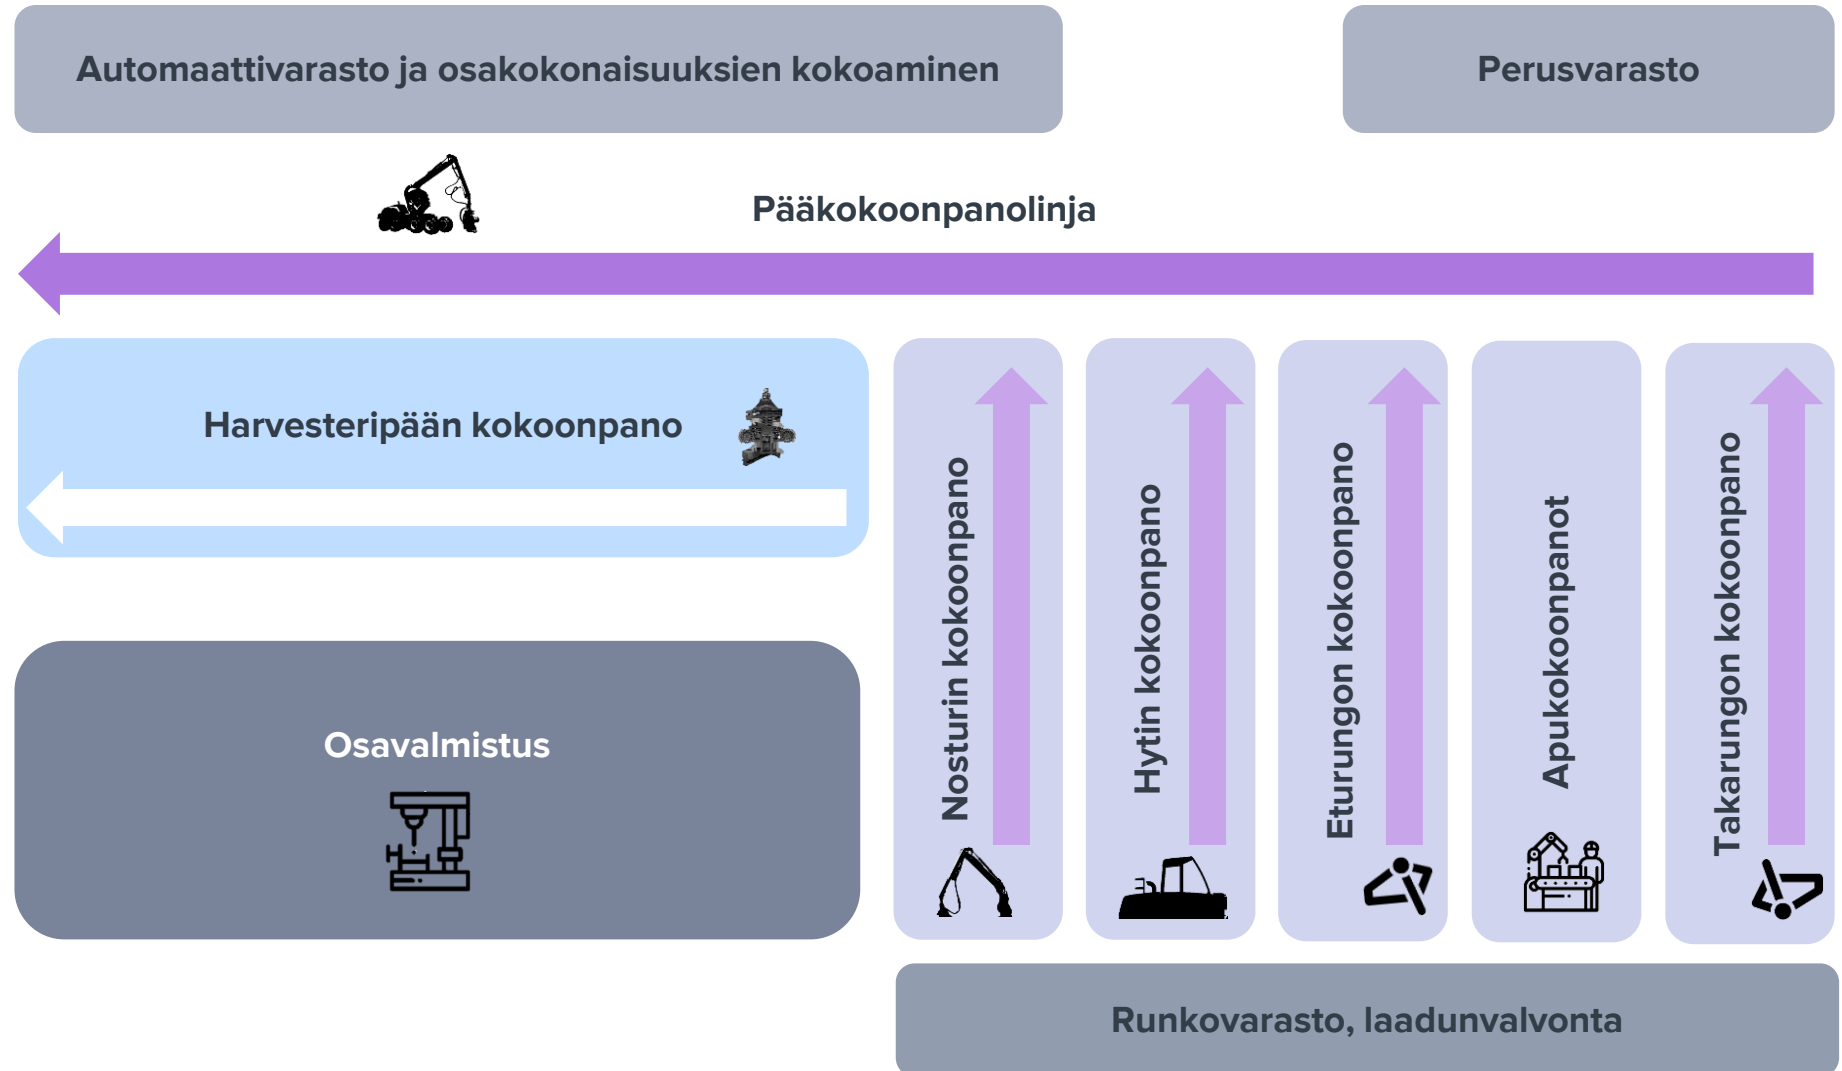 Automaattivarasto ja osakokonaisuuksien kokoaminen
Perusvarasto
Pääkokoonpanolinja
Harvesteripään kokoonpano
Osavalmistus
Nosturin kokoonpano
Hytin kokoonpano
Eturungon kokoonpano
Apukokoonpanot
Takarungon kokoonpano
Runkovarasto, laadunvalvonta